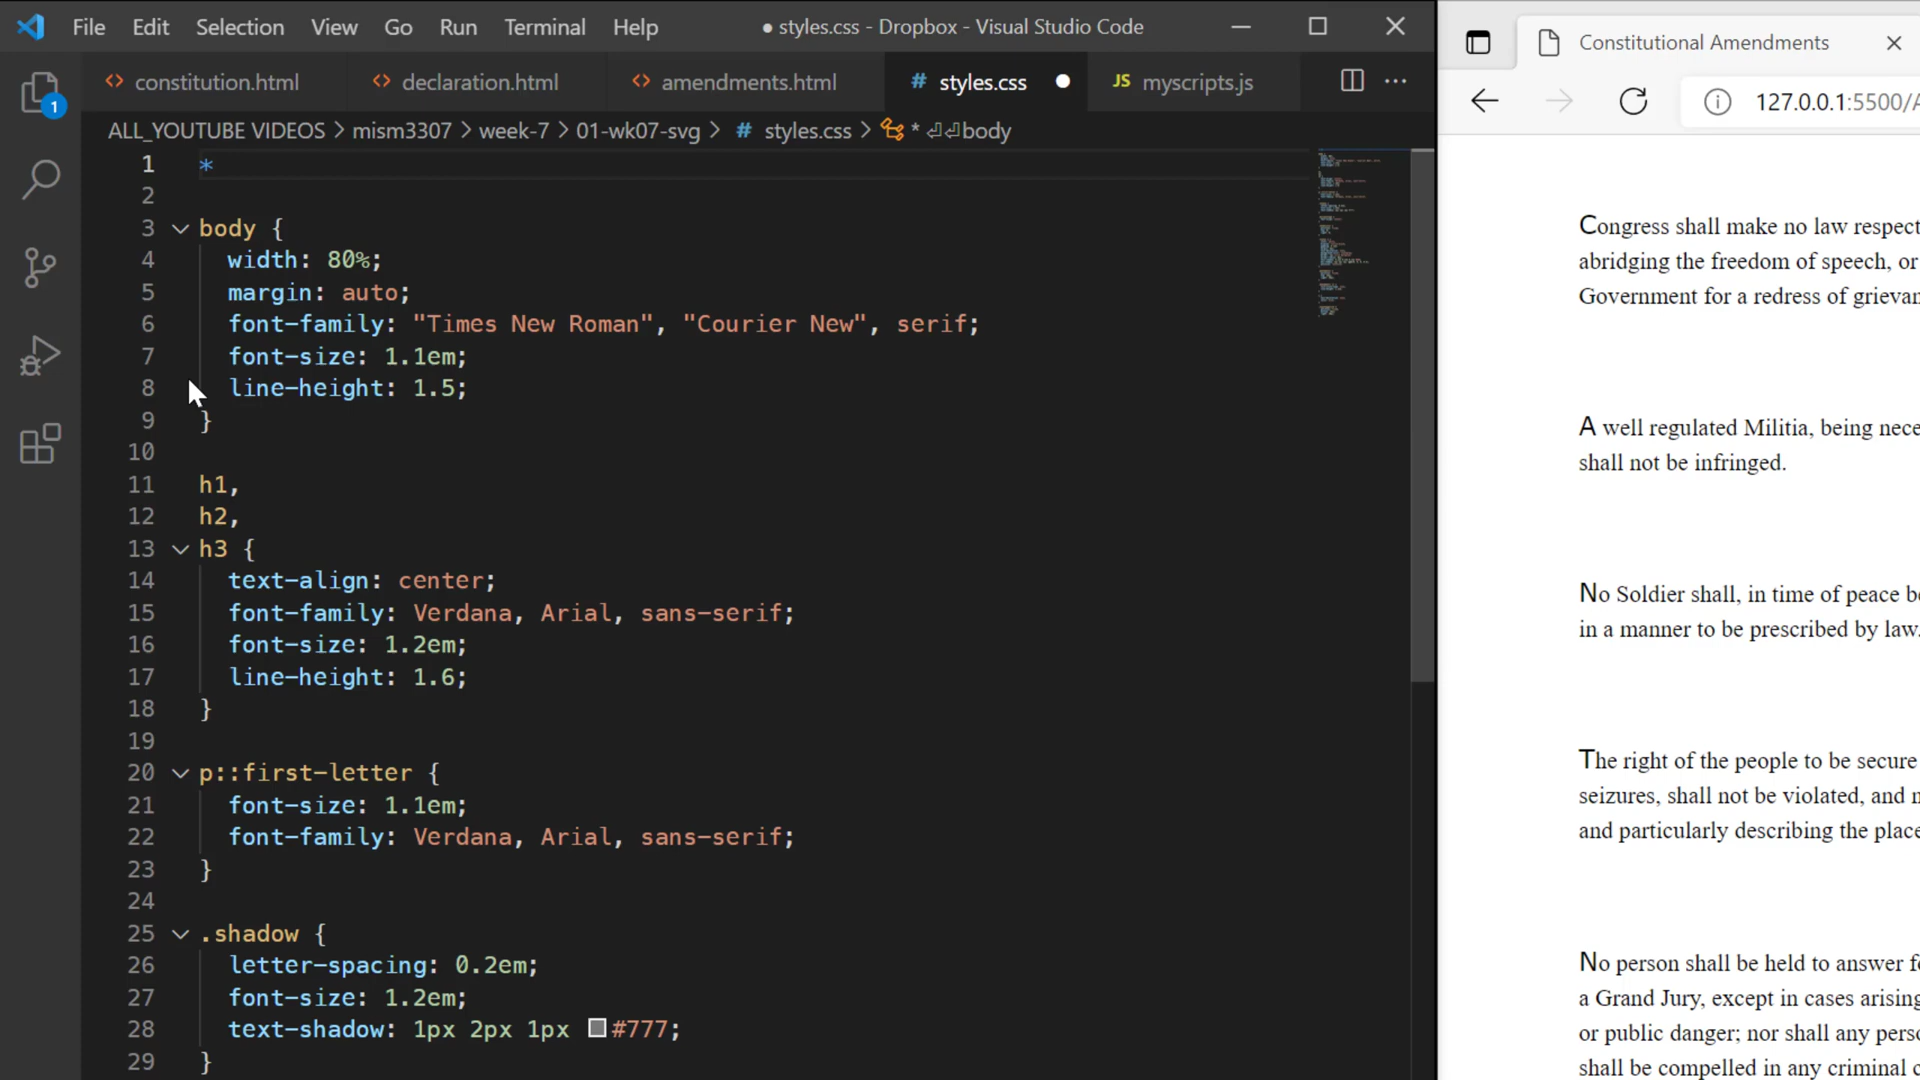 File Edit Selection View Go Run Terminal Help ● styles.css - Dropbox - Visual Studio Code
constitution.html declaration.html amendments.html # styles.css JS myscripts.js
ALL_YOUTUBE VIDEOS > mism3307 > week-7 > 01-wk07-svg > # styles.css > * ⏎⏎body
1 *
2
3 body {
4 width: 80%;
5 margin: auto;
6 font-family: "Times New Roman", "Courier New", serif;
7 font-size: 1.1em;
8 line-height: 1.5;
9 }
10
11 h1,
12 h2,
13 h3 {
14 text-align: center;
15 font-family: Verdana, Arial, sans-serif;
16 font-size: 1.2em;
17 line-height: 1.6;
18 }
19
20 p::first-letter {
21 font-size: 1.1em;
22 font-family: Verdana, Arial, sans-serif;
23 }
24
25 .shadow {
26 letter-spacing: 0.2em;
27 font-size: 1.2em;
28 text-shadow: 1px 2px 1px #777;
29 }
1
Constitutional Amendments
127.0.0.1:5500/
Congress shall make no law respect
abridging the freedom of speech, or
Government for a redress of grievan
A well regulated Militia, being nece
shall not be infringed.
No Soldier shall, in time of peace be
in a manner to be prescribed by law.
The right of the people to be secure
seizures, shall not be violated, and n
and particularly describing the place
No person shall be held to answer fo
a Grand Jury, except in cases arising
or public danger; nor shall any perso
shall be compelled in any criminal c